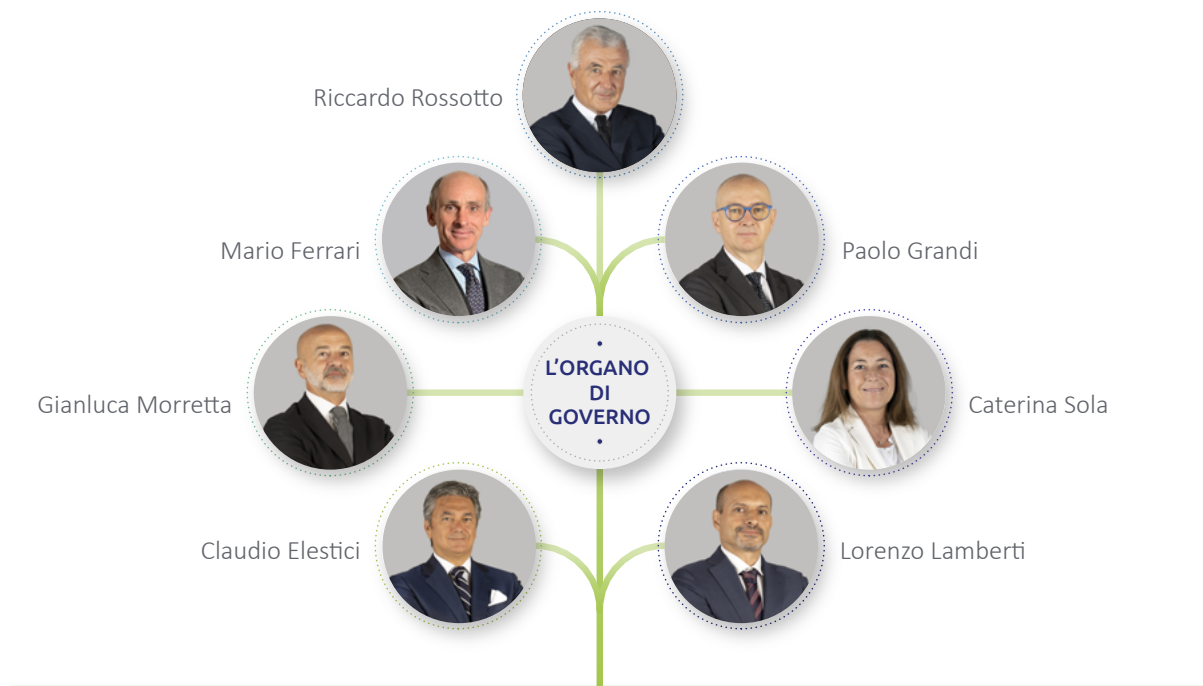 Riccardo Rossotto
Mario Ferrari
Paolo Grandi
L’ORGANO
DI
GOVERNO
Gianluca Morretta
Caterina Sola
Claudio Elestici
Lorenzo Lamberti